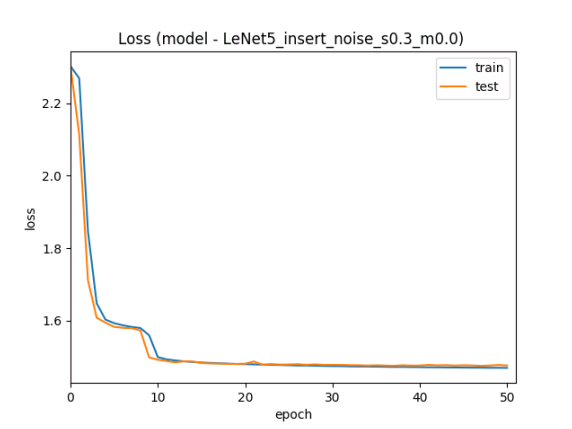 Loss (model - LeNet5_insert_noise_s0.3_m0.0)
train
test
2.2
2.0
1.8
1.6
loss
0 10 20 30 40 50
epoch